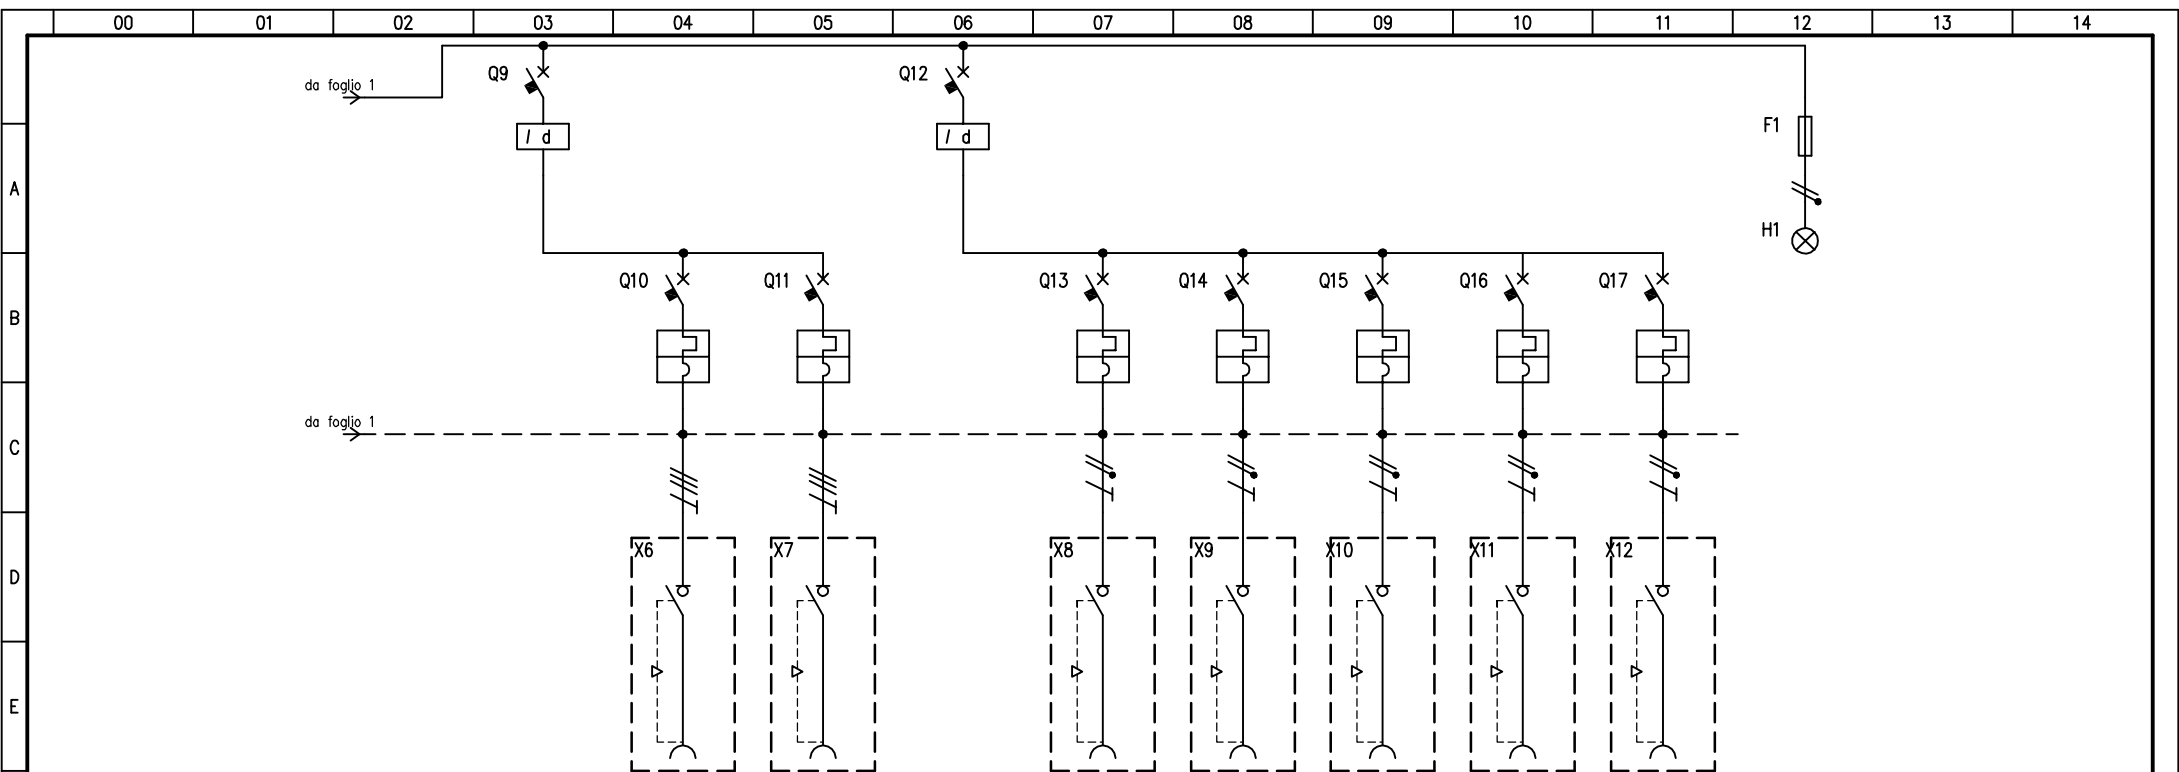 00 01 02 03 04 05 06 07 08 09 10 11 12 13 14
Q9 Q12
da foglio 1
I d I d
F1
A
H1
Q10 Q11 Q13 Q14 Q15 Q16 Q17
B
da foglio 1
C
X6 X7 X8 X9 X10 X11 X12
D
E